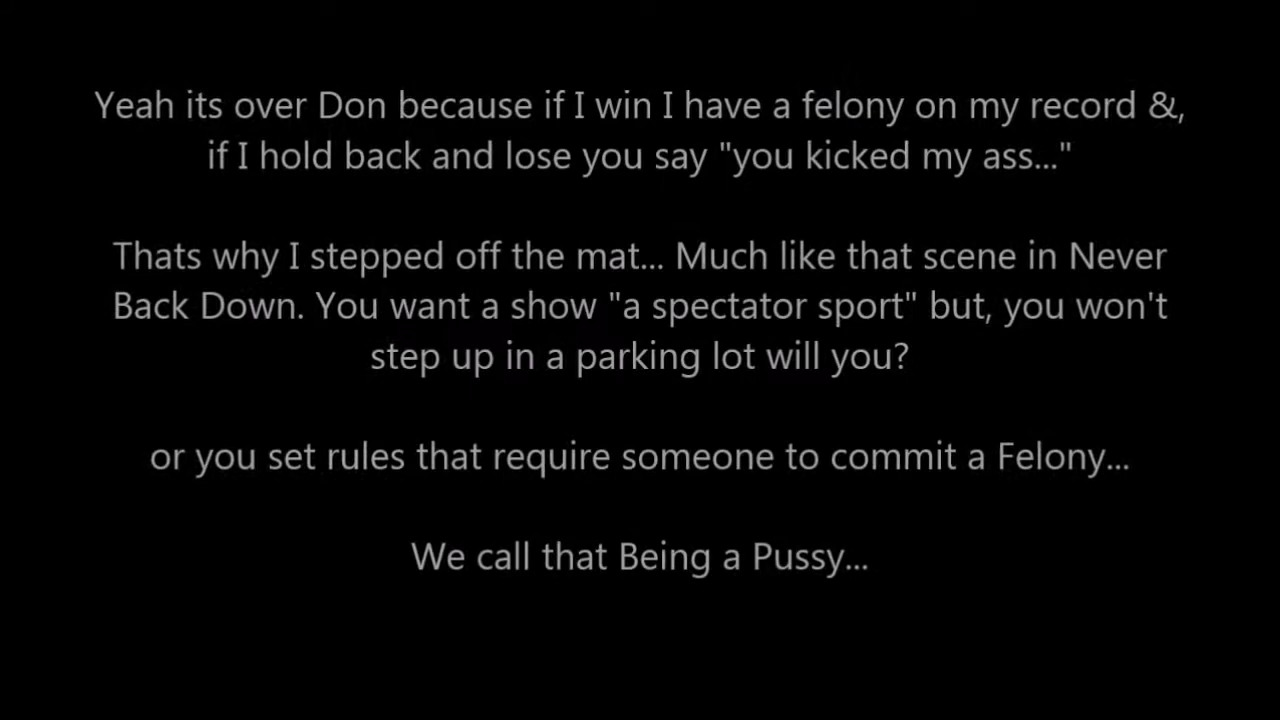 Yeah its over Don because if I win I have a felony on my record &,
if I hold back and lose you say "you kicked my ass..."
Thats why I stepped off the mat... Much like that scene in Never
Back Down. You want a show "a spectator sport" but, you won't
step up in a parking lot will you?
or you set rules that require someone to commit a Felony...
We call that Being a Pussy...